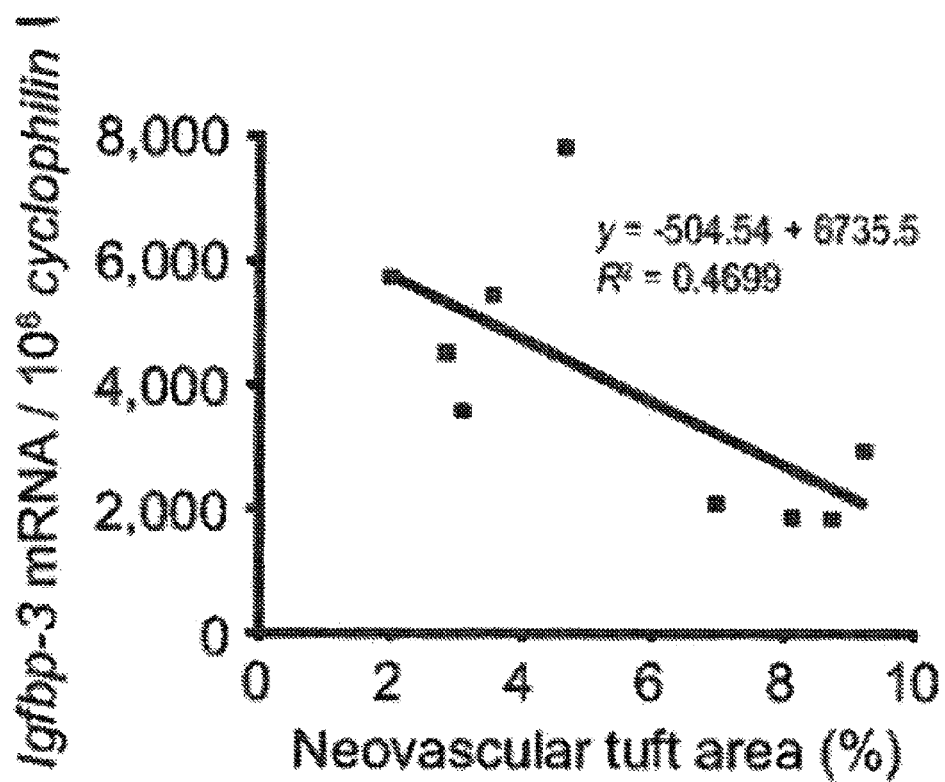 Igfbp-3 mRNA / 10⁶ cyclophilin
8,000
6,000
4,000
2,000
0
y = -504.54 + 6735.5
R² = 0.4699
0 2 4 6 8 10
Neovascular tuft area (%)